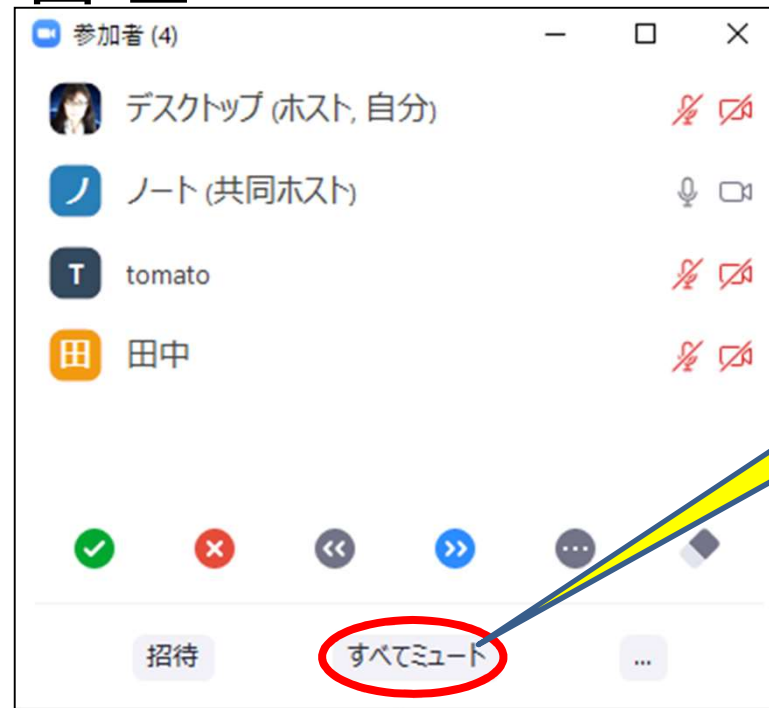 参加者 (4)
デスクトップ (ホスト, 自分)
ノ ノート (共同ホスト)
T tomato
田 田中
招待 すべてミュート ...